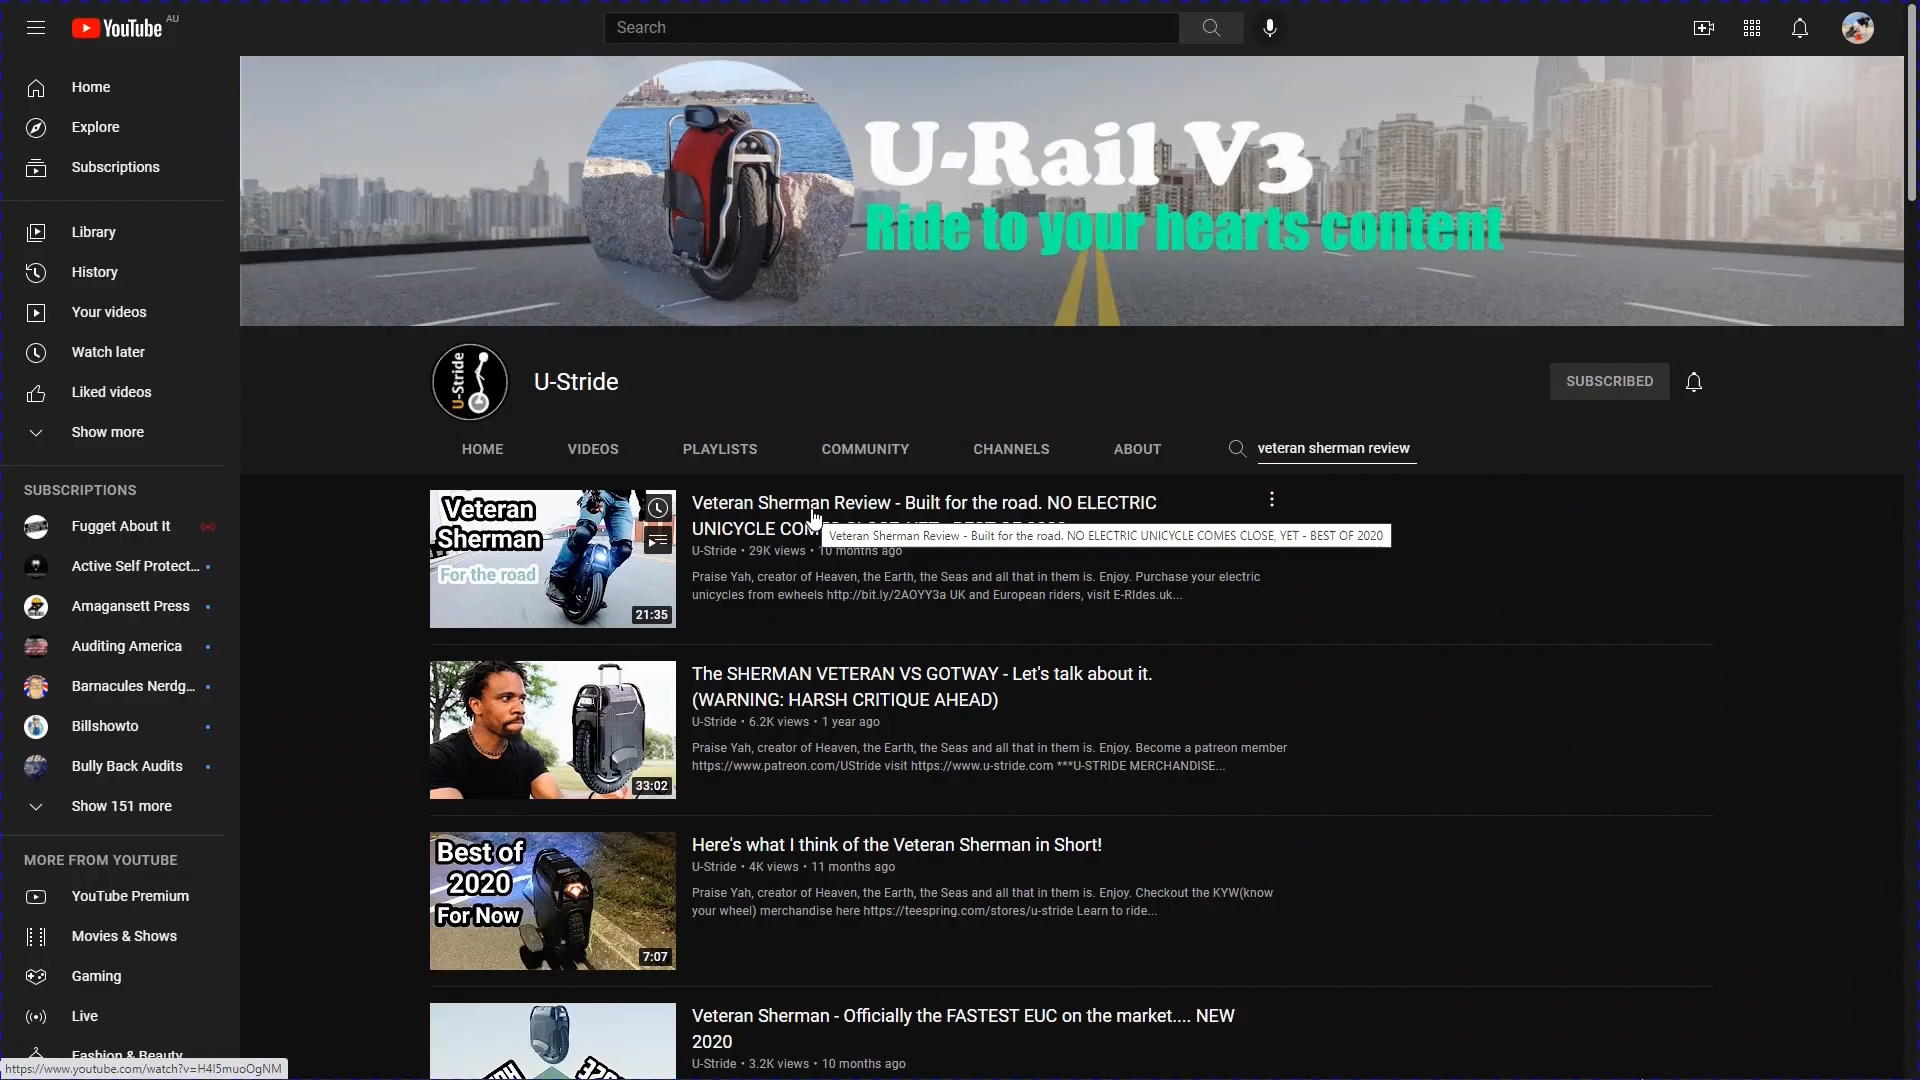 YouTube AU
Search
Home
Explore
Subscriptions
Library
History
Your videos
Watch later
Liked videos
Show more
SUBSCRIPTIONS
Fugget About It
Active Self Protect...
Amagansett Press
Auditing America
Barnacules Nerdg...
Billshowto
Bully Back Audits
Show 151 more
MORE FROM YOUTUBE
YouTube Premium
Movies & Shows
Gaming
Live
Fashion & Beauty
https://www.youtube.com/watch?v=H4I5muoOgNM
U-Rail V3
Ride to your hearts content
U-Stride
U-Stride
SUBSCRIBED
HOME VIDEOS PLAYLISTS COMMUNITY CHANNELS ABOUT veteran sherman review
Veteran
Sherman
For the road
21:35
Veteran Sherman Review - Built for the road. NO ELECTRIC
UNICYCLE
Veteran Sherman Review - Built for the road. NO ELECTRIC UNICYCLE COMES CLOSE, YET - BEST OF 2020
U-Stride • 29K views • 10 months ago
Praise Yah, creator of Heaven, the Earth, the Seas and all that in them is. Enjoy. Purchase your electric
unicycles from ewheels http://bit.ly/2AOYY3a UK and European riders, visit E-RIdes.uk...
33:02
The SHERMAN VETERAN VS GOTWAY - Let's talk about it.
(WARNING: HARSH CRITIQUE AHEAD)
U-Stride • 6.2K views • 1 year ago
Praise Yah, creator of Heaven, the Earth, the Seas and all that in them is. Enjoy. Become a patreon member
https://www.patreon.com/UStride visit https://www.u-stride.com ***U-STRIDE MERCHANDISE...
Best of
2020
For Now
7:07
Here's what I think of the Veteran Sherman in Short!
U-Stride • 4K views • 11 months ago
Praise Yah, creator of Heaven, the Earth, the Seas and all that in them is. Enjoy. Checkout the KYW(know
your wheel) merchandise here https://teespring.com/stores/u-stride Learn to ride...
Veteran Sherman - Officially the FASTEST EUC on the market.... NEW
2020
U-Stride • 3.2K views • 10 months ago